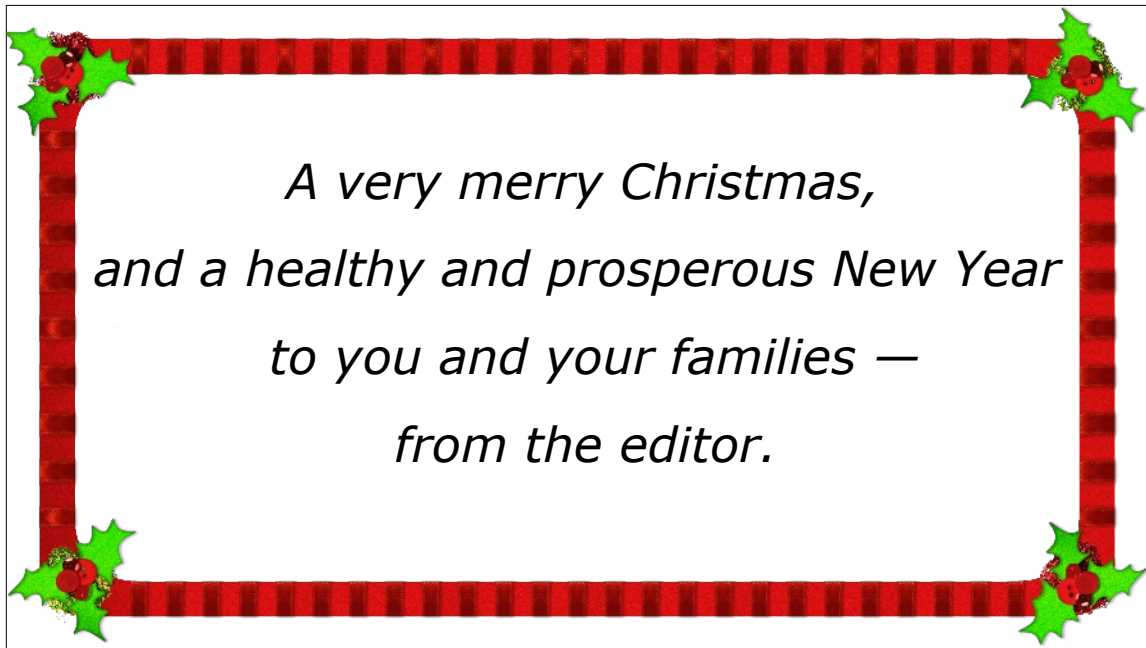 A very merry Christmas,
and a healthy and prosperous New Year
to you and your families —
from the editor.